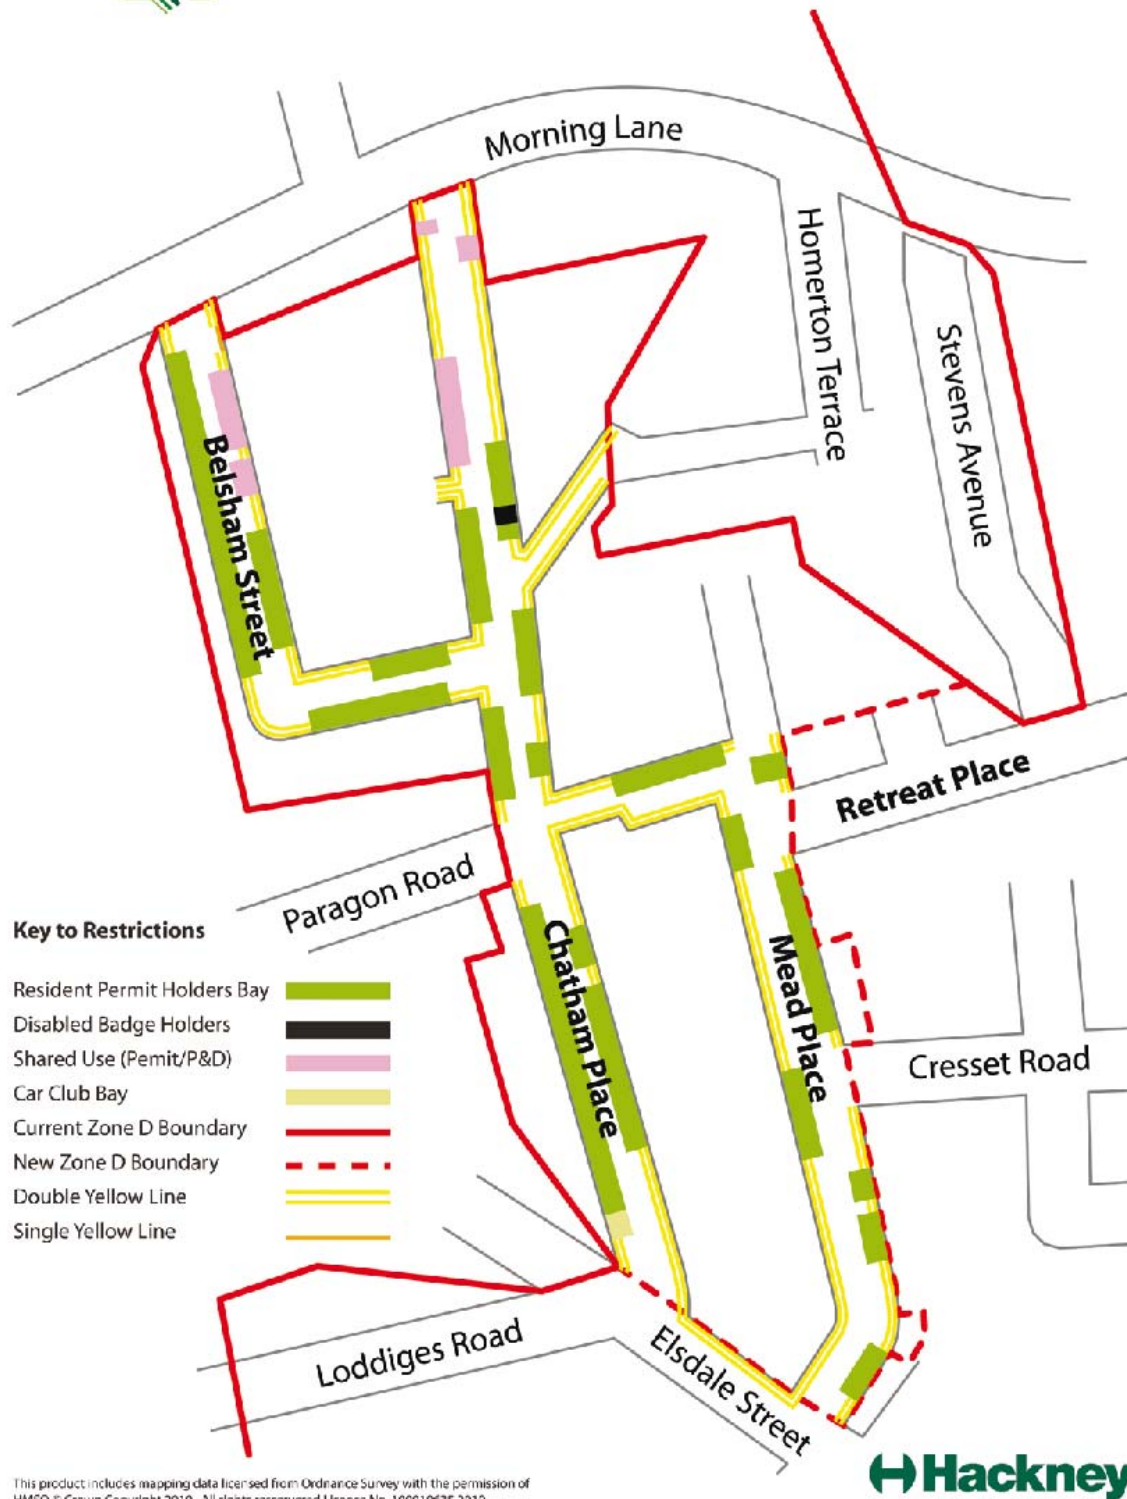 Morning Lane
Homerton Terrace
Stevens Avenue
Belsham Street
Retreat Place
Paragon Road
Chatham Place
Mead Place
Cresset Road
Key to Restrictions
Resident Permit Holders Bay
Disabled Badge Holders
Shared Use (Pemit/P&D)
Car Club Bay
Current Zone D Boundary
New Zone D Boundary
Double Yellow Line
Single Yellow Line
Loddiges Road
Elsdale Street
Hackney
This product includes mapping data licensed from Ordnance Survey with the permission of